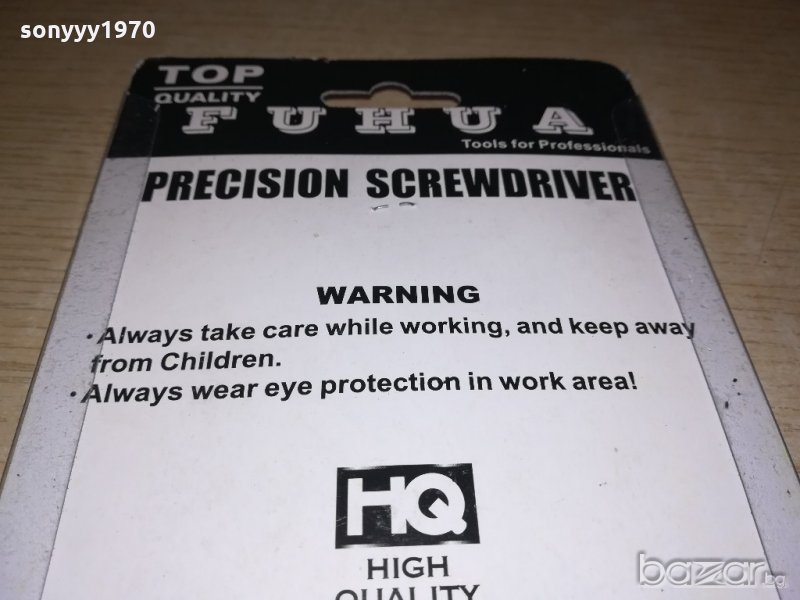 sonyyy1970
TOP
QUALITY
FUHUA
Tools for Professionals
PRECISION SCREWDRIVER
WARNING
· Always take care while working, and keep away
from Children.
· Always wear eye protection in work area!
HQ
HIGH
QUALITY
bazar.bg